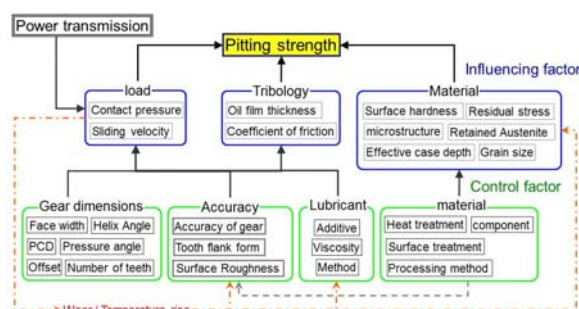 Power transmission
Pitting strength
Influencing factor
load
Contact pressure
Sliding velocity
Tribology
Oil film thickness
Coefficient of friction
Material
Surface hardness Residual stress
microstructure Retained Austenite
Effective case depth Grain size
Control factor
Gear dimensions
Face width Helix Angle
PCD Pressure angle
Offset Number of teeth
Accuracy
Accuracy of gear
Tooth flank form
Surface Roughness
Lubricant
Additive
Viscosity
Method
material
Heat treatment component
Surface treatment
Processing method
Wear / Temperature rise